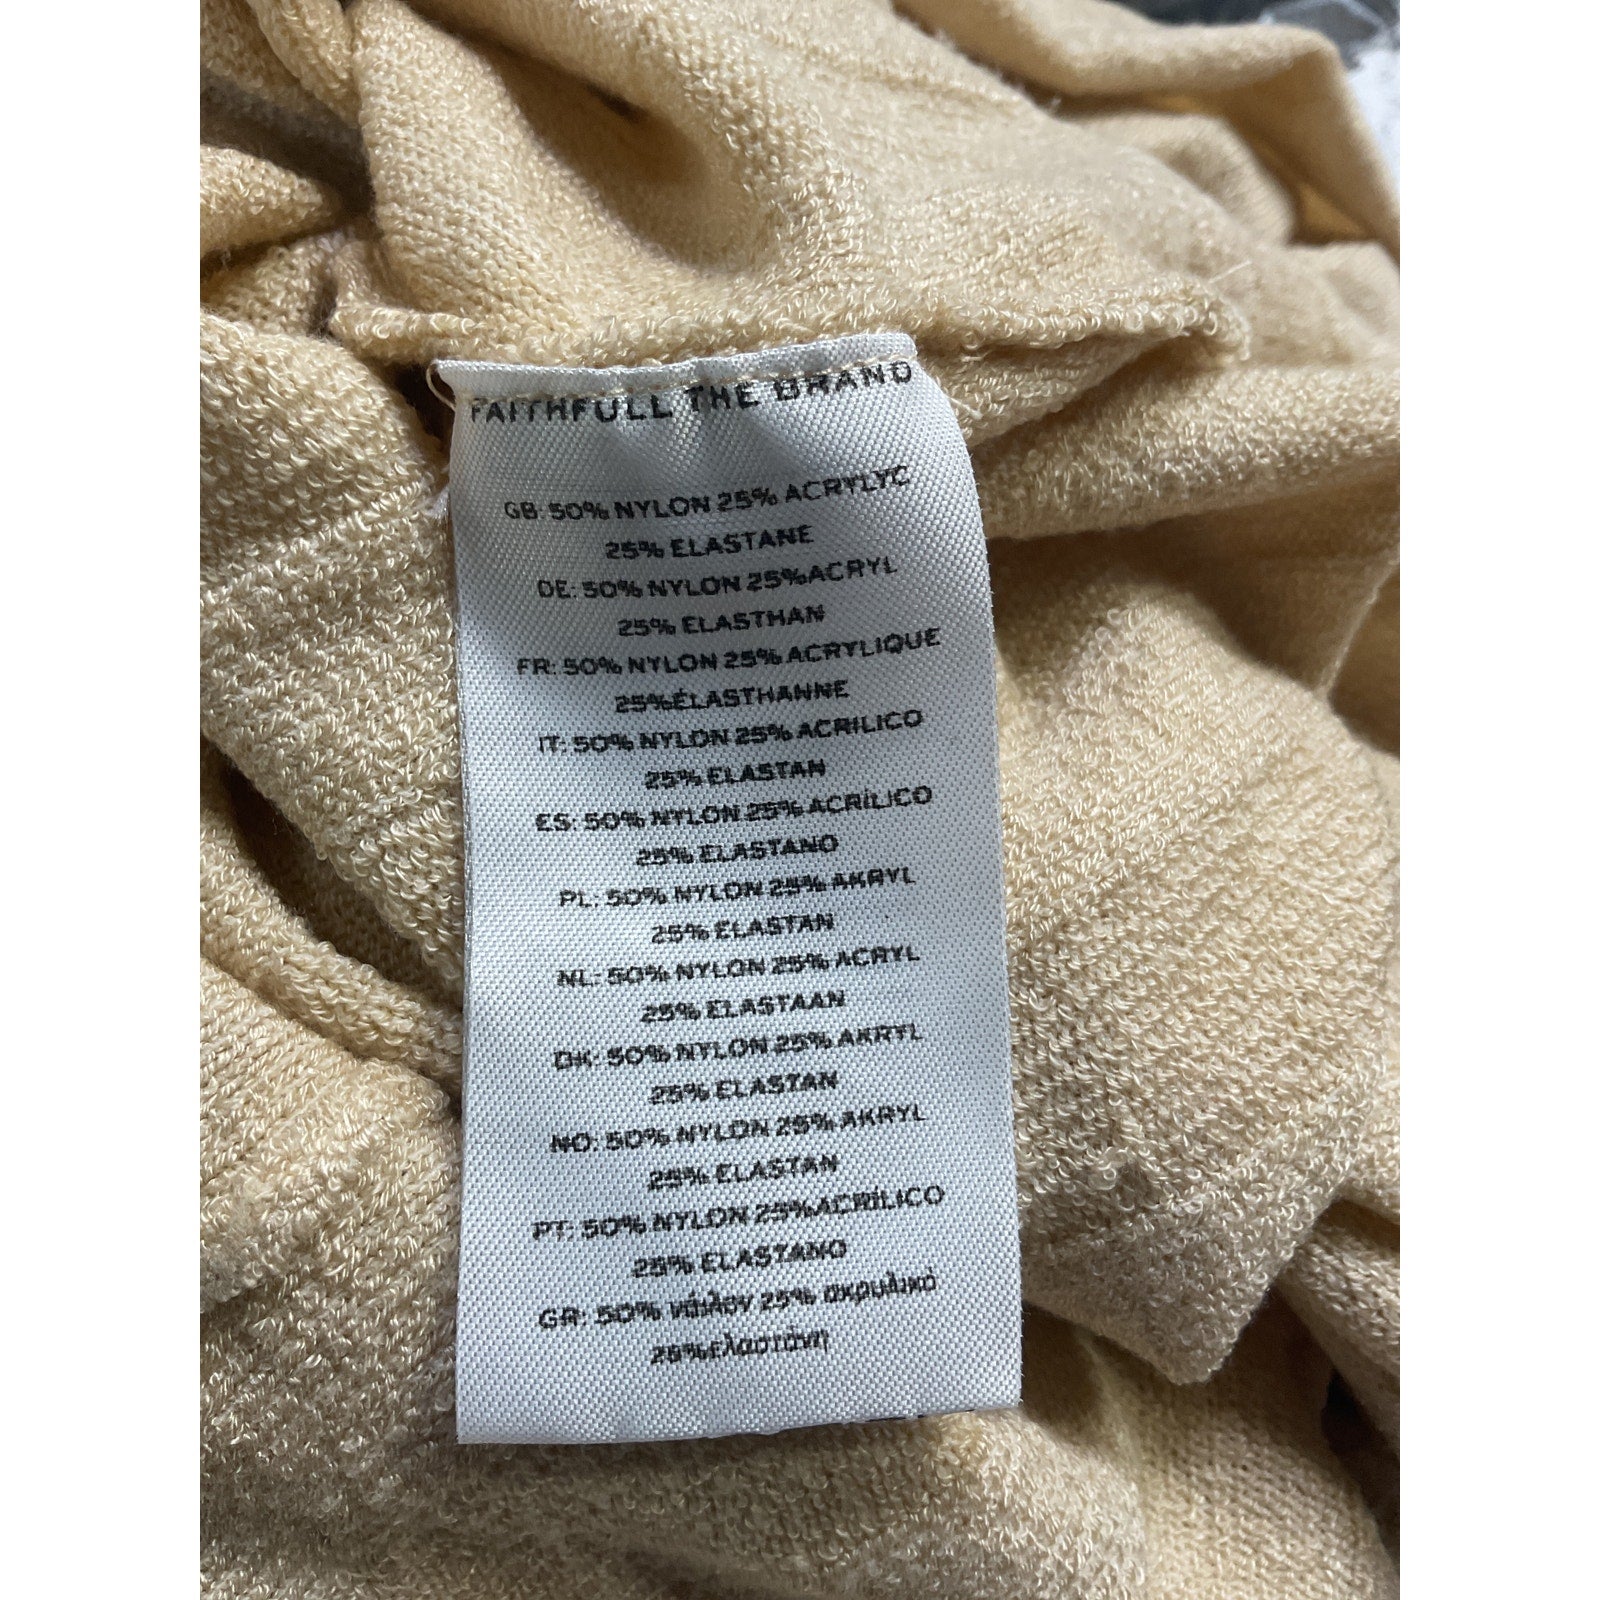 FAITHFULL THE BRAND
GB: 50% NYLON 25% ACRYLYC
25% ELASTANE
DE: 50% NYLON 25%ACRYL
25% ELASTHAN
FR: 50% NYLON 25% ACRYLIQUE
25%ÉLASTHANNE
IT: 50% NYLON 25% ACRILICO
25% ELASTAN
ES: 50% NYLON 25% ACRÍLICO
25% ELASTANO
PL: 50% NYLON 25% AKRYL
25% ELASTAN
NL: 50% NYLON 25% ACRYL
25% ELASTAAN
DK: 50% NYLON 25% AKRYL
25% ELASTAN
NO: 50% NYLON 25% AKRYL
25% ELASTAN
PT: 50% NYLON 25%ACRÍLICO
25% ELASTANO
GR: 50% νάιλον 25% ακρυλικό
25%ελαστάνη